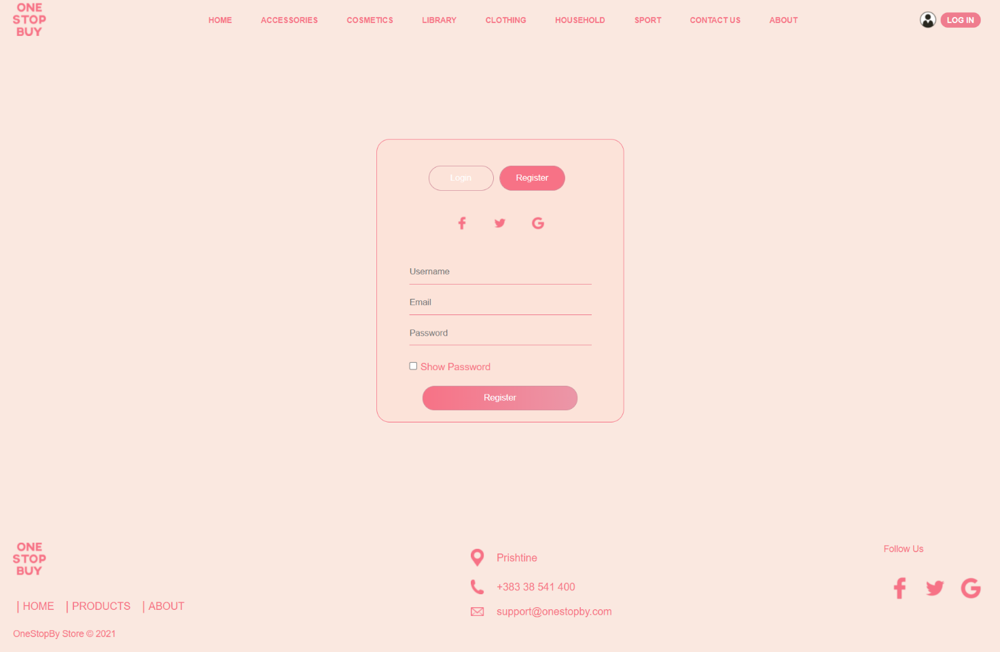 ONE
STOP
BUY
HOME ACCESSORIES COSMETICS LIBRARY CLOTHING HOUSEHOLD SPORT CONTACT US ABOUT
LOG IN
Login Register
Username
Email
Password
Show Password
Register
ONE
STOP
BUY
| HOME | PRODUCTS | ABOUT
OneStopBy Store © 2021
Prishtine
+383 38 541 400
support@onestopby.com
Follow Us